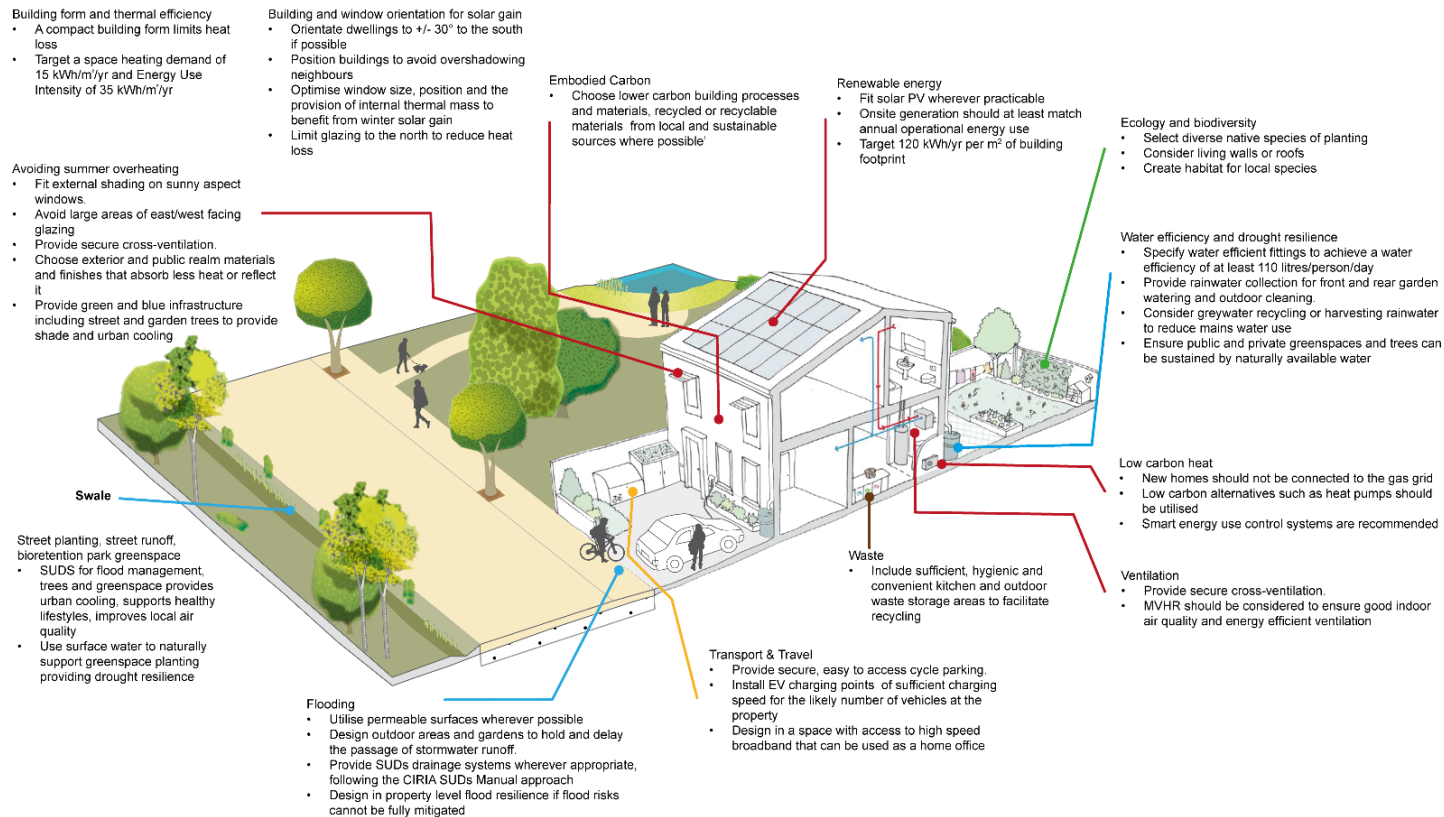 Building form and thermal efficiency
• A compact building form limits heat
loss
• Target a space heating demand of
15 kWh/m²/yr and Energy Use
Intensity of 35 kWh/m²/yr
Building and window orientation for solar gain
• Orientate dwellings to +/- 30° to the south
if possible
• Position buildings to avoid overshadowing
neighbours
• Optimise window size, position and the
provision of internal thermal mass to
benefit from winter solar gain
• Limit glazing to the north to reduce heat
loss
Embodied Carbon
• Choose lower carbon building processes
and materials, recycled or recyclable
materials from local and sustainable
sources where possible¹
Renewable energy
• Fit solar PV wherever practicable
• Onsite generation should at least match
annual operational energy use
• Target 120 kWh/yr per m² of building
footprint
Ecology and biodiversity
• Select diverse native species of planting
• Consider living walls or roofs
• Create habitat for local species
Avoiding summer overheating
• Fit external shading on sunny aspect
windows.
• Avoid large areas of east/west facing
glazing
• Provide secure cross-ventilation.
• Choose exterior and public realm materials
and finishes that absorb less heat or reflect
it
• Provide green and blue infrastructure
including street and garden trees to provide
shade and urban cooling
Water efficiency and drought resilience
• Specify water efficient fittings to achieve a water
efficiency of at least 110 litres/person/day
• Provide rainwater collection for front and rear garden
watering and outdoor cleaning.
• Consider greywater recycling or harvesting rainwater
to reduce mains water use
• Ensure public and private greenspaces and trees can
be sustained by naturally available water
Low carbon heat
• New homes should not be connected to the gas grid
• Low carbon alternatives such as heat pumps should
be utilised
• Smart energy use control systems are recommended
Swale
Street planting, street runoff,
bioretention park greenspace
• SUDS for flood management,
trees and greenspace provides
urban cooling, supports healthy
lifestyles, improves local air
quality
• Use surface water to naturally
support greenspace planting
providing drought resilience
Waste
• Include sufficient, hygienic and
convenient kitchen and outdoor
waste storage areas to facilitate
recycling
Ventilation
• Provide secure cross-ventilation.
• MVHR should be considered to ensure good indoor
air quality and energy efficient ventilation
Transport & Travel
• Provide secure, easy to access cycle parking.
• Install EV charging points of sufficient charging
speed for the likely number of vehicles at the
property
• Design in a space with access to high speed
broadband that can be used as a home office
Flooding
• Utilise permeable surfaces wherever possible
• Design outdoor areas and gardens to hold and delay
the passage of stormwater runoff.
• Provide SUDs drainage systems wherever appropriate,
following the CIRIA SUDs Manual approach
• Design in property level flood resilience if flood risks
cannot be fully mitigated